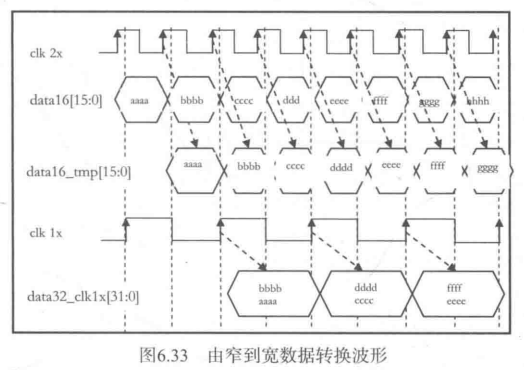 clk 2x
data16[15:0]
aaaa bbbb cccc ddd eeee ffff gggg hhhh
data16_tmp[15:0]
aaaa bbbb cccc dddd eeee ffff gggg
clk 1x
data32_clk1x[31:0]
bbbb dddd ffff
aaaa cccc eeee
图6.33 由窄到宽数据转换波形